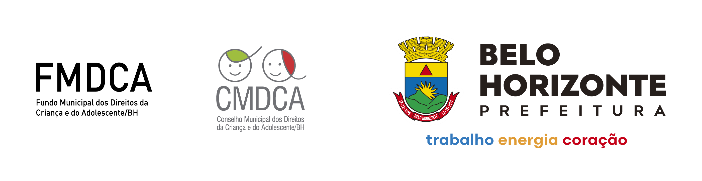 FMDCA
Fundo Municipal dos Direitos da
Criança e do Adolescente/BH
CMDCA
Conselho Municipal dos Direitos
da Criança e do Adolescente/BH
BELO
HORIZONTE
PREFEITURA
trabalho energia coração